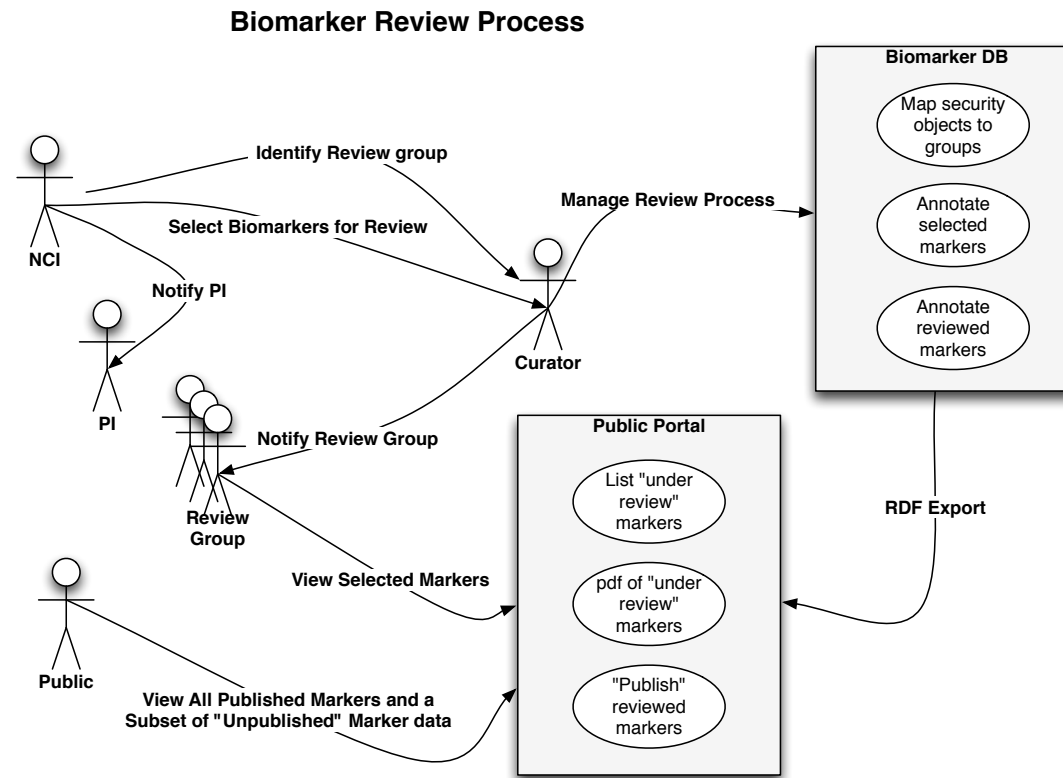 Biomarker Review Process
Biomarker DB
Map security
objects to
groups
Identify Review group
Manage Review Process
Annotate
selected
markers
Select Biomarkers for Review
NCI
Notify PI
Annotate
reviewed
markers
Curator
PI
Notify Review Group
Public Portal
List "under
review"
markers
RDF Export
Review
Group
View Selected Markers
pdf of "under
review"
markers
Public
View All Published Markers and a
Subset of "Unpublished" Marker data
"Publish"
reviewed
markers